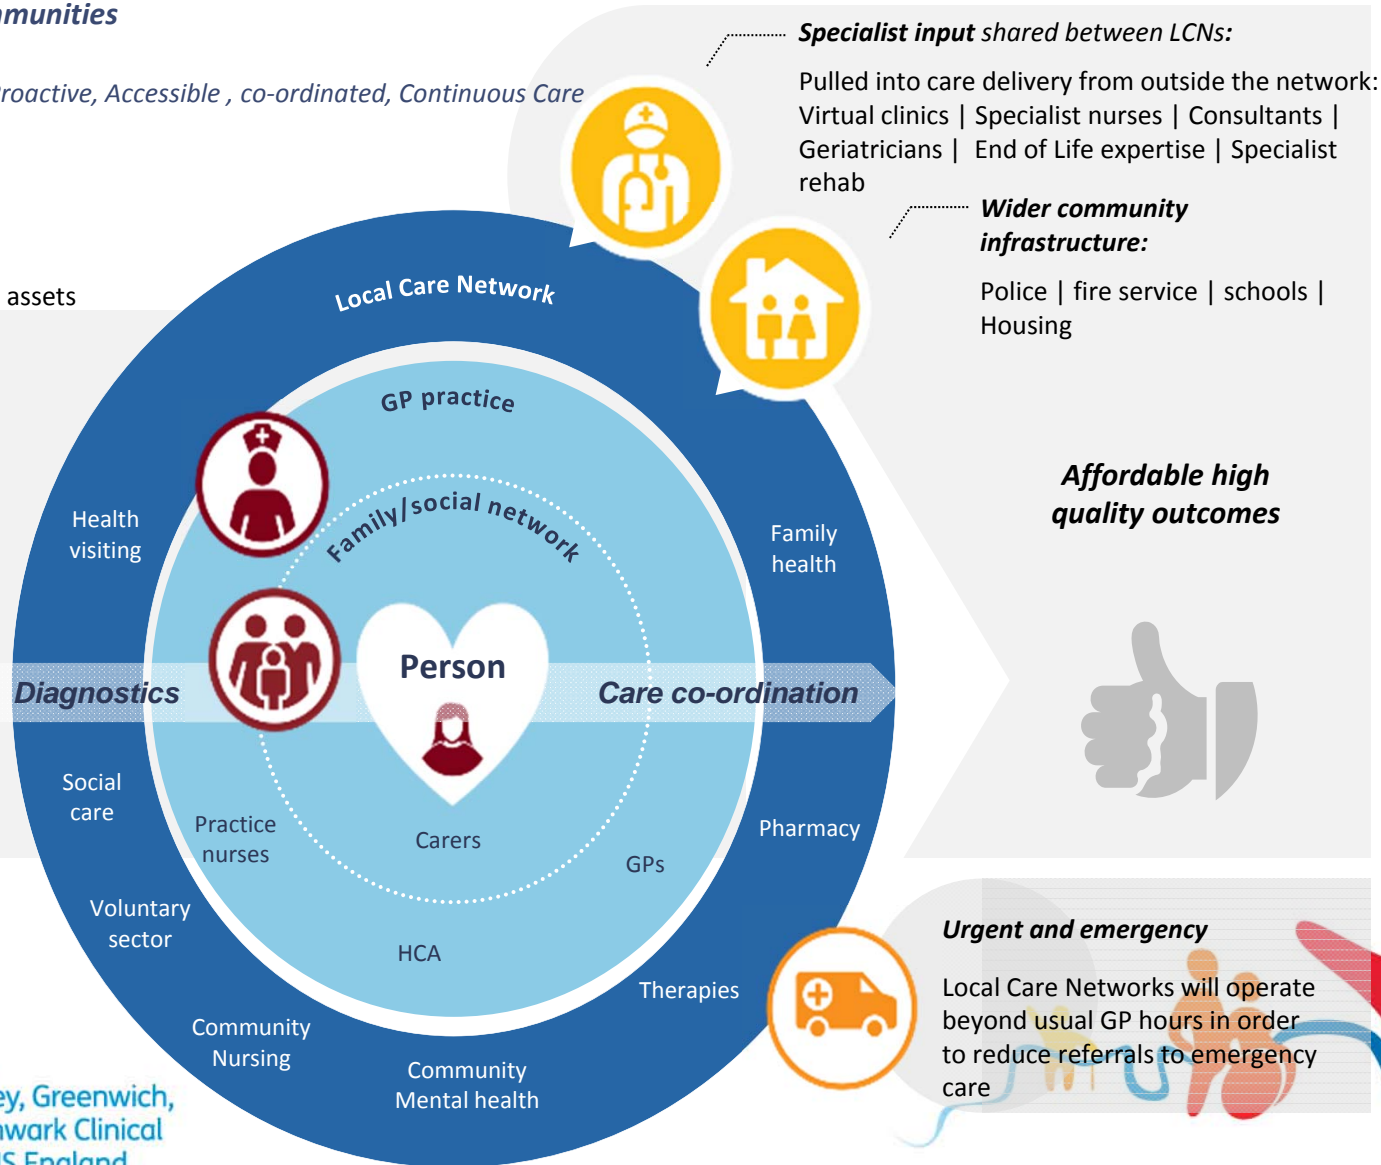 mmunities
Proactive, Accessible , co-ordinated, Continuous Care
assets
Specialist input shared between LCNs:
Pulled into care delivery from outside the network:
Virtual clinics | Specialist nurses | Consultants |
Geriatricians | End of Life expertise | Specialist
rehab
Wider community
infrastructure:
Police | fire service | schools |
Housing
Local Care Network
GP practice
Family/social network
Health
visiting
Family
health
Affordable high
quality outcomes
Person
Diagnostics
Care co-ordination
Social
care
Practice
nurses
Carers
GPs
Pharmacy
Voluntary
sector
HCA
Therapies
Community
Nursing
Community
Mental health
Urgent and emergency
Local Care Networks will operate
beyond usual GP hours in order
to reduce referrals to emergency
care
ey, Greenwich,
hwark Clinical
IS England